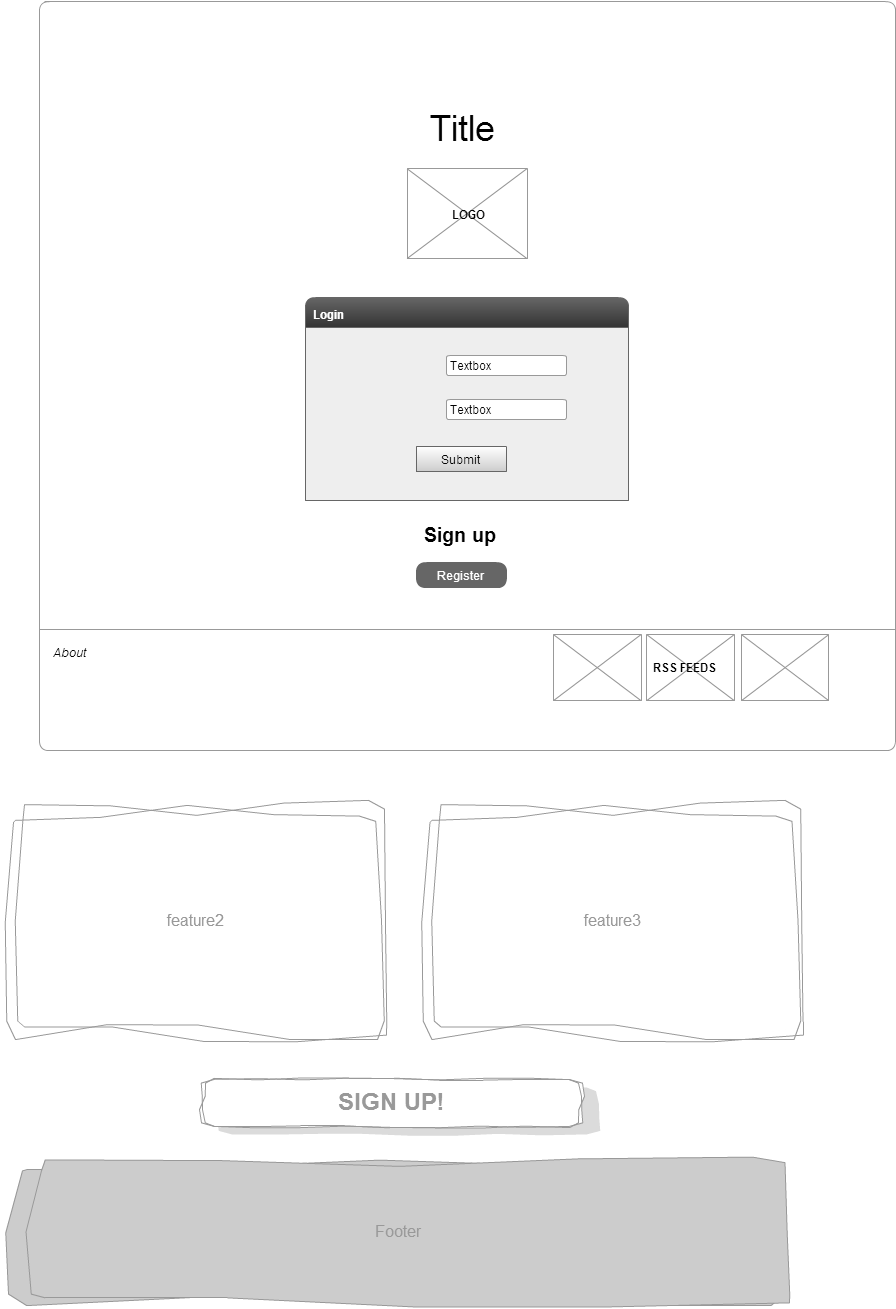 Title
LOGO
Login
Textbox
Textbox
Submit
Sign up
Register
About
RSS FEEDS
feature2
feature3
SIGN UP!
Footer